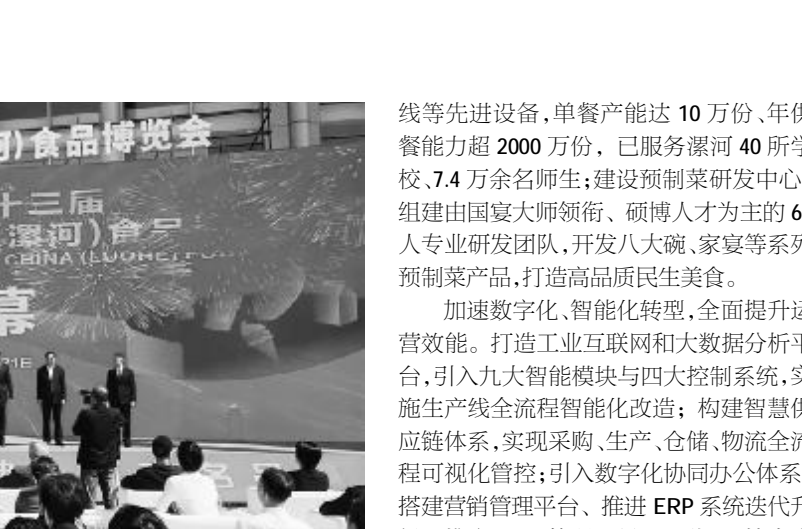 河)食品博览会
十三届
漯河)食品
CHINA (LUOHE) FOOD
幕
线等先进设备,单餐产能达 10 万份、年供
餐能力超 2000 万份, 已服务漯河 40 所学
校、7.4 万余名师生;建设预制菜研发中心,
组建由国宴大师领衔、硕博人才为主的 6
人专业研发团队,开发八大碗、家宴等系列
预制菜产品,打造高品质民生美食。
加速数字化、智能化转型,全面提升运
营效能。打造工业互联网和大数据分析平
台,引入九大智能模块与四大控制系统,实
施生产线全流程智能化改造; 构建智慧供
应链体系,实现采购、生产、仓储、物流全流
程可视化管控;引入数字化协同办公体系,
搭建营销管理平台、推进 ERP 系统迭代升